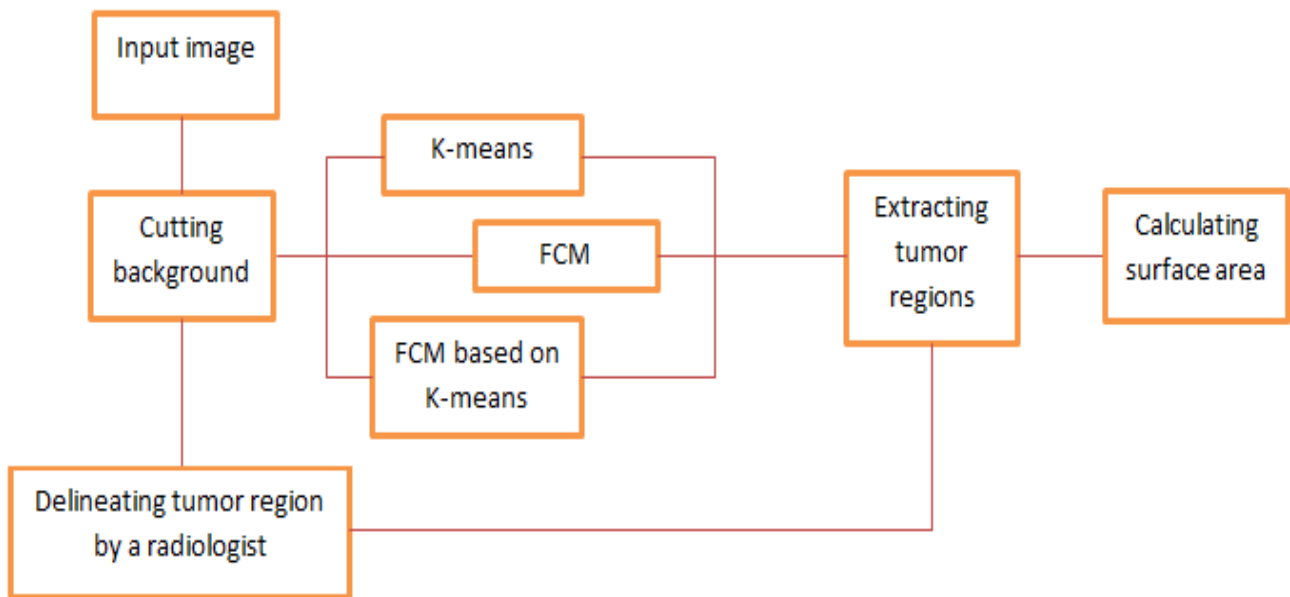 Input image
Cutting
background
K-means
FCM
FCM based on
K-means
Extracting
tumor
regions
Calculating
surface area
Delineating tumor region
by a radiologist